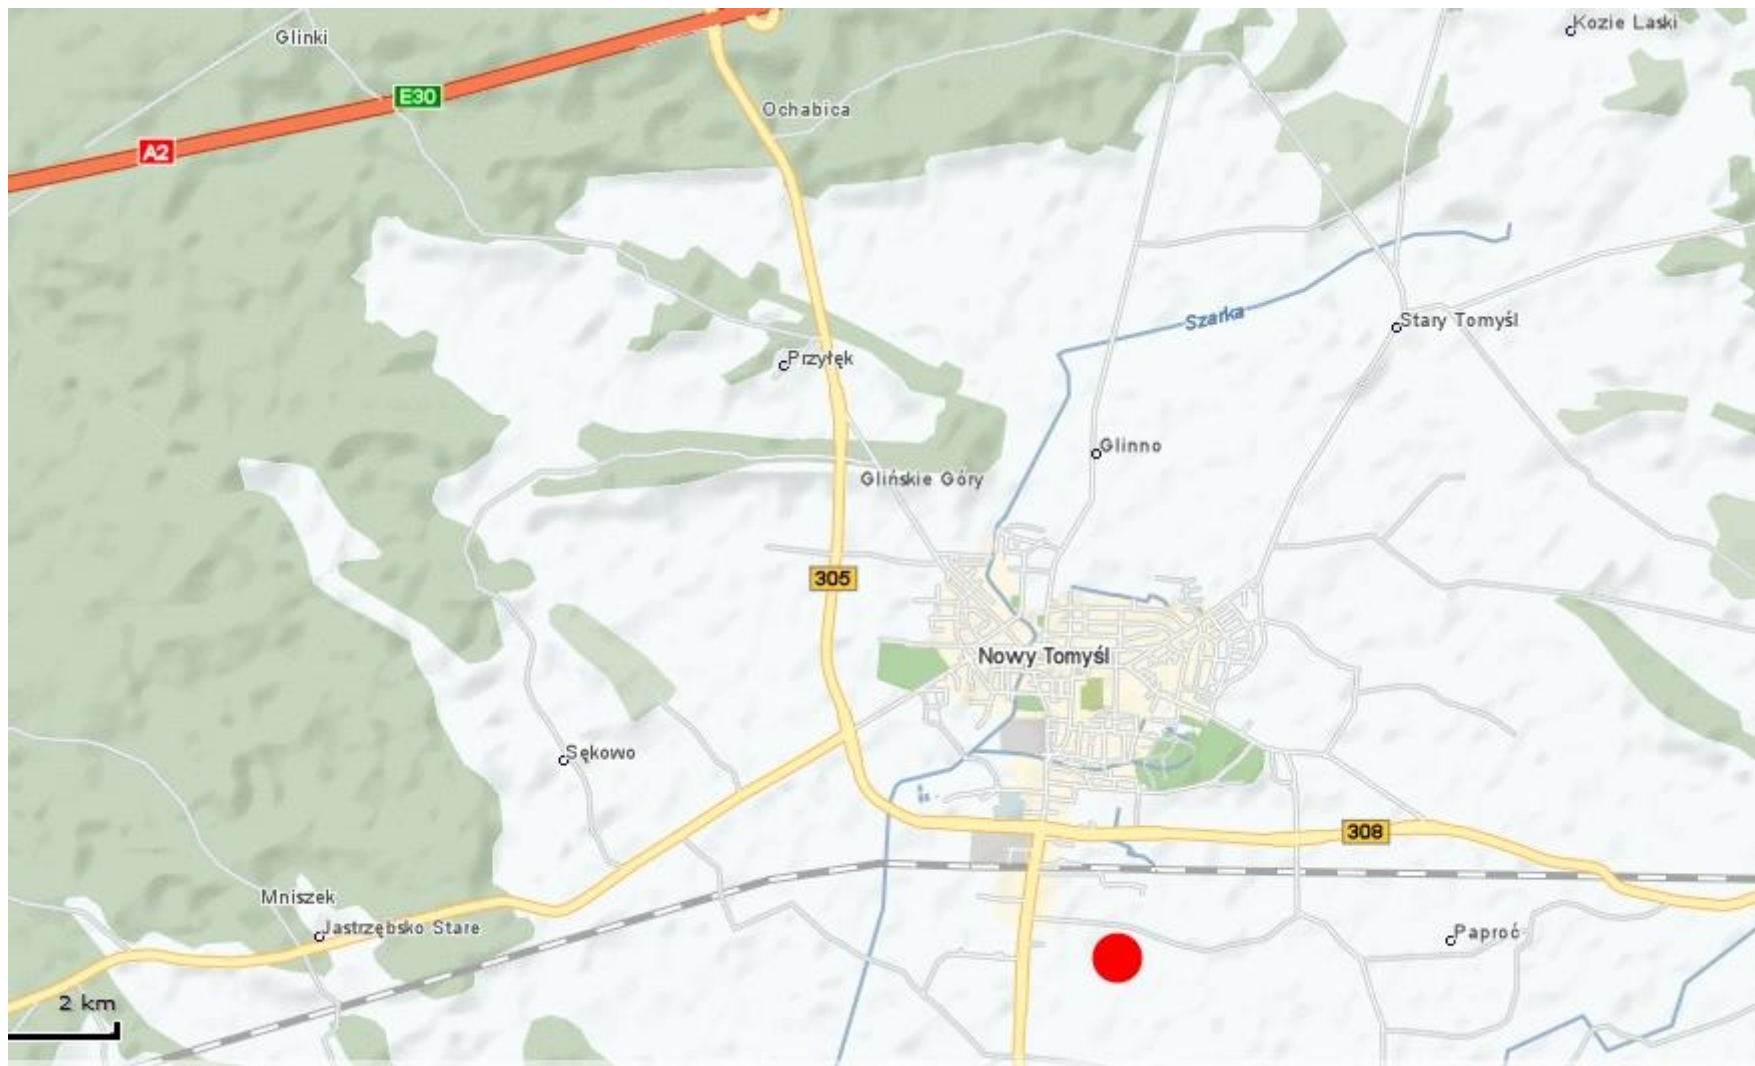 Kozie Laski
Glinki
E30
Ochabica
A2
Szarka
Stary Tomyśl
Przyłęk
Glinno
Glińskie Góry
305
Nowy Tomyśl
Sękowo
308
Mniszek
Jastrzębsko Stare
Paproć
2 km